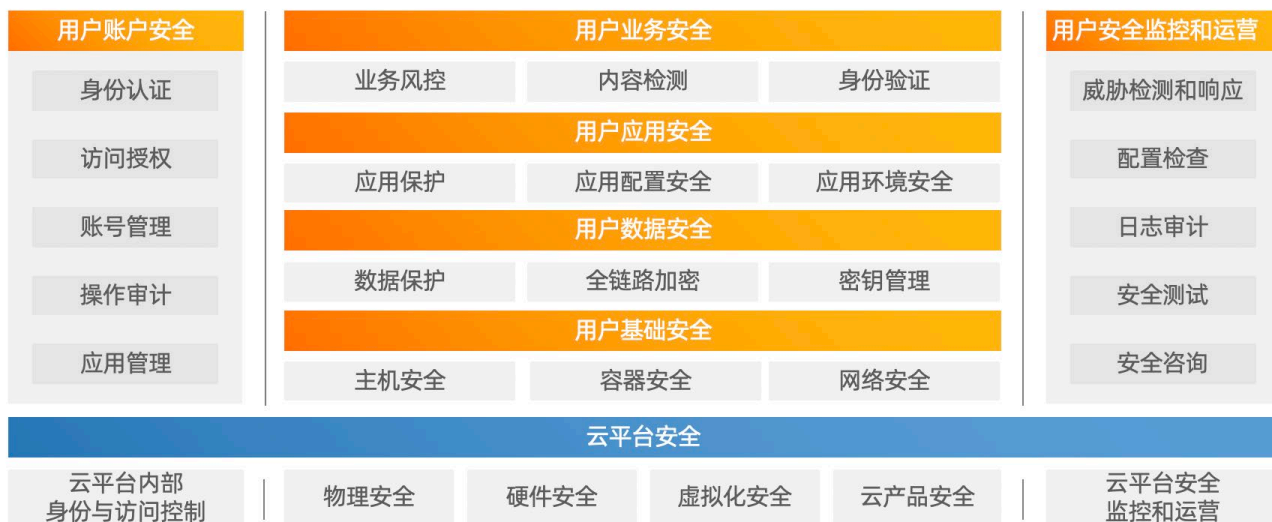 用户账户安全
身份认证
访问授权
账号管理
操作审计
应用管理
用户业务安全
业务风控
内容检测
身份验证
用户应用安全
应用保护
应用配置安全
应用环境安全
用户数据安全
数据保护
全链路加密
密钥管理
用户基础安全
主机安全
容器安全
网络安全
用户安全监控和运营
威胁检测和响应
配置检查
日志审计
安全测试
安全咨询
云平台安全
云平台内部
身份与访问控制
物理安全
硬件安全
虚拟化安全
云产品安全
云平台安全
监控和运营